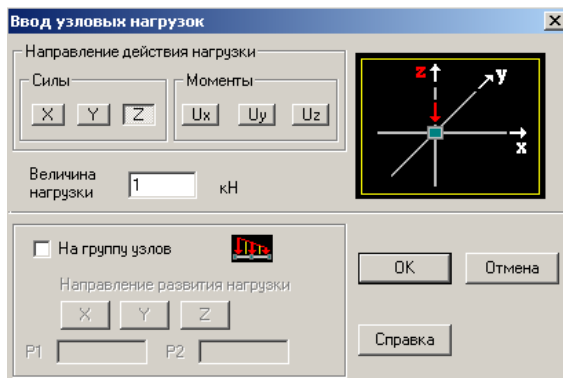 Ввод узловых нагрузок
Направление действия нагрузки
Силы
Моменты
X Y Z
Ux Uy Uz
z y x
Величина нагрузки
1 кН
На группу узлов
Направление развития нагрузки
X Y Z
P1 P2
OK Отмена
Справка